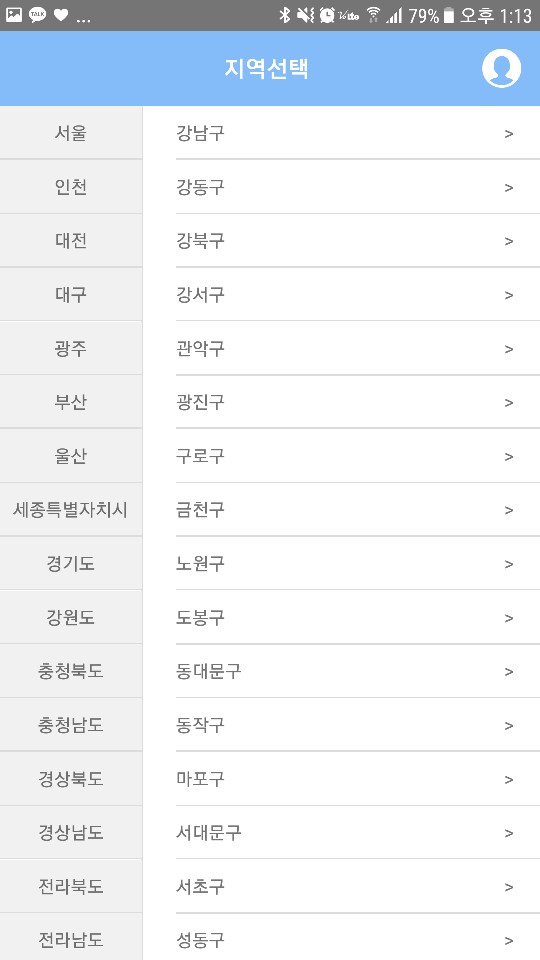 TALK ... VoLTE 79% 오후 1:13
지역선택
서울 강남구 >
인천 강동구 >
대전 강북구 >
대구 강서구 >
광주 관악구 >
부산 광진구 >
울산 구로구 >
세종특별자치시 금천구 >
경기도 노원구 >
강원도 도봉구 >
충청북도 동대문구 >
충청남도 동작구 >
경상북도 마포구 >
경상남도 서대문구 >
전라북도 서초구 >
전라남도 성동구 >